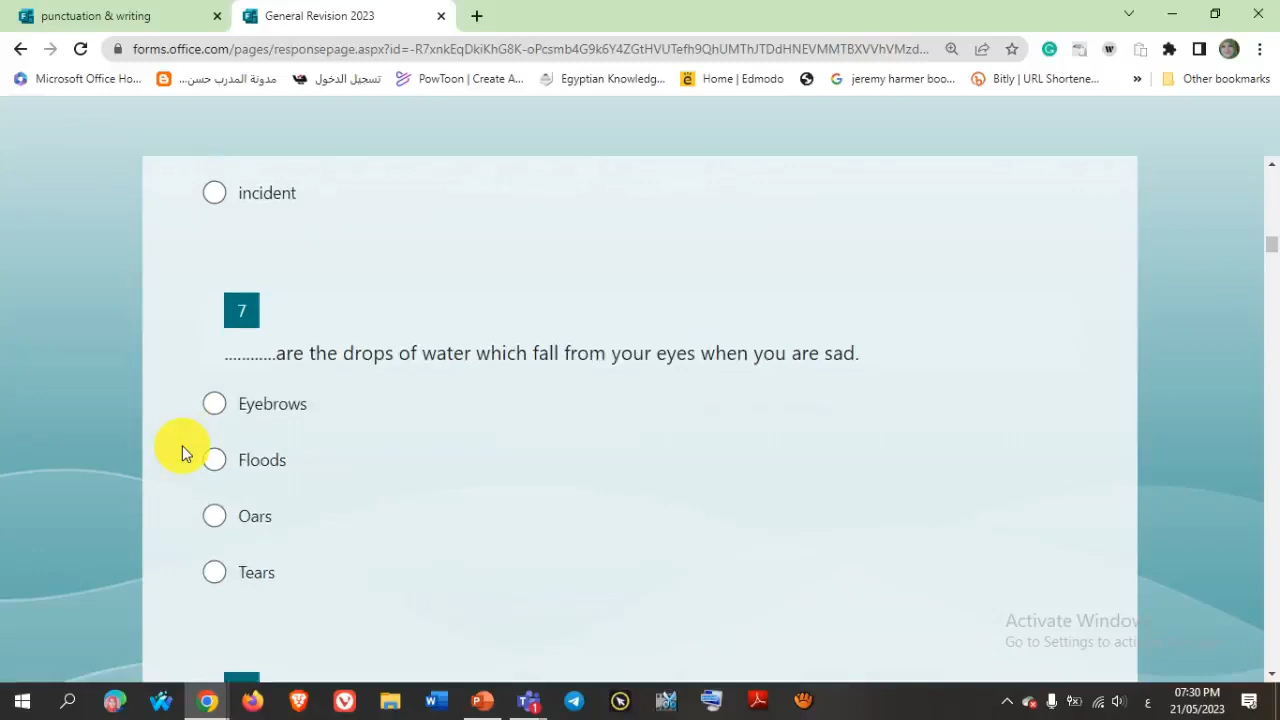 punctuation & writing
General Revision 2023
forms.office.com/pages/responsepage.aspx?id=-R7xnkEqDkiKhG8K-oPcsmb4G9k6Y4ZGtHVUTefh9QhUMThJTDdHNEVMMTBXVVhVMzd...
Microsoft Office Ho...
مدونة المدرب حسن...
تسجيل الدخول
PowToon | Create A...
Egyptian Knowledg...
Home | Edmodo
jeremy harmer boo...
Bitly | URL Shortene...
»
Other bookmarks
incident
7
............are the drops of water which fall from your eyes when you are sad.
Eyebrows
Floods
Oars
Tears
Activate Window
Go to Settings to acti
07:30 PM
21/05/2023